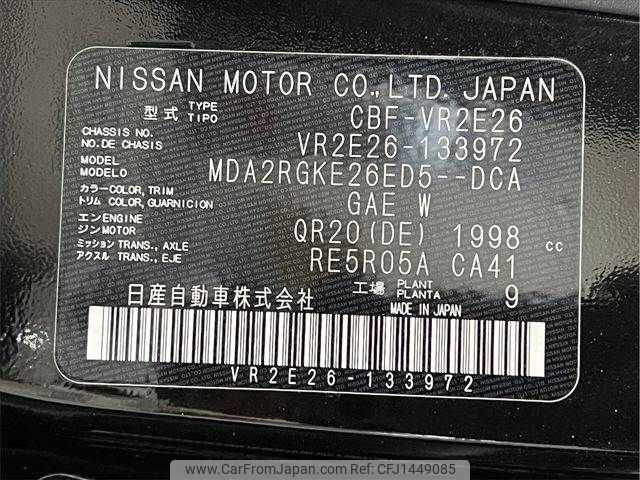 NISSAN MOTOR CO.,LTD. JAPAN
型式 TYPE TIPO CBF-VR2E26
CHASSIS NO.
NO.DE CHASIS VR2E26-133972
MODEL
MODELO MDA2RGKE26ED5--DCA
カラー COLOR, TRIM
トリム COLOR, GUARNICION GAE W
エンジン ENGINE
ジン MOTOR QR20(DE) 1998 cc
ミッション TRANS., AXLE
アクスル TRANS., EJE RE5R05A CA41
日産自動車株式会社 工場 PLANT PLANTA 9
MADE IN JAPAN
VR2E26-133972
www.CarFromJapan.com | Stock ID: CFJ1449085